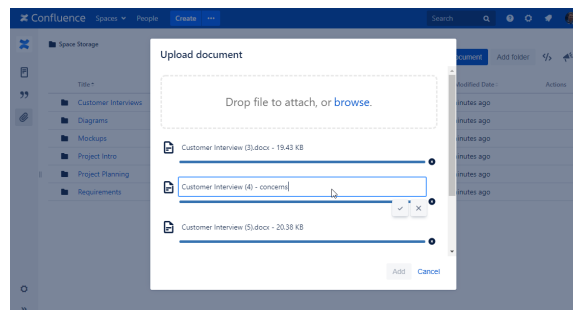 Confluence Spaces People Create ··· Search
Space Storage
Upload document
ocument Add folder
Title Modified Date Actions
Drop file to attach, or browse.
Customer Interviews inutes ago
Diagrams inutes ago
Mockups inutes ago
Project Intro inutes ago
Project Planning inutes ago
Requirements inutes ago
Customer Interview (3).docx - 19.43 KB
Customer Interview (4) - concerns
Customer Interview (5).docx - 20.38 KB
Add Cancel